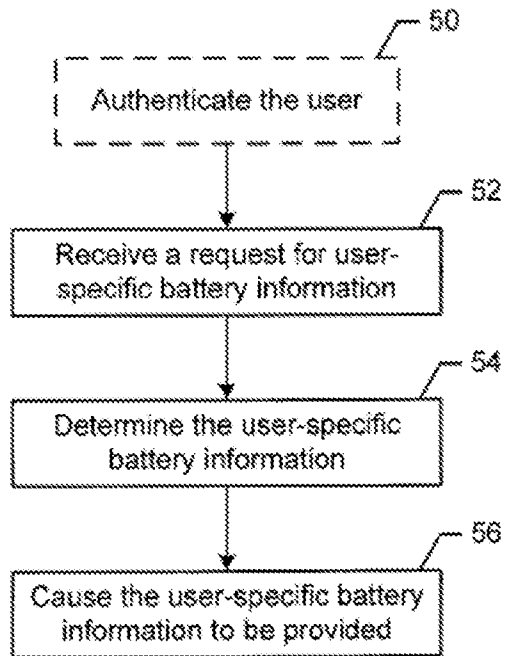 50
Authenticate the user
52
Receive a request for user-
specific battery information
54
Determine the user-specific
battery information
56
Cause the user-specific battery
information to be provided